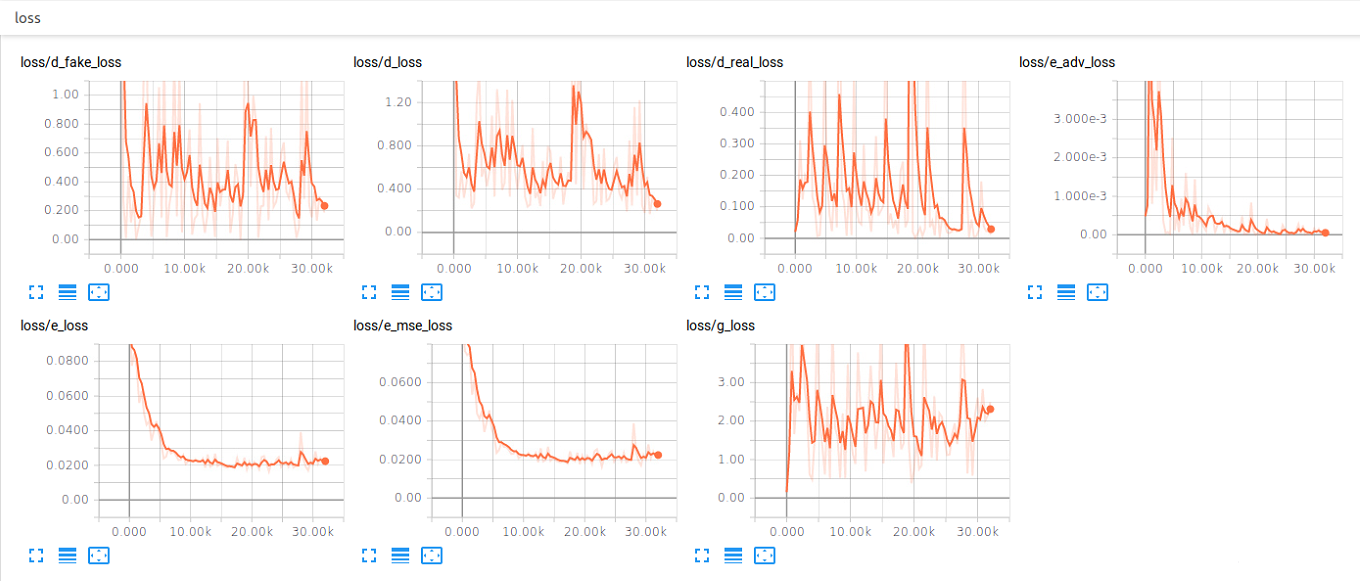 loss
loss/d_fake_loss
1.00
0.800
0.600
0.400
0.200
0.00
0.000 10.00k 20.00k 30.00k
loss/d_loss
1.20
0.800
0.400
0.00
0.000 10.00k 20.00k 30.00k
loss/d_real_loss
0.400
0.300
0.200
0.100
0.00
0.000 10.00k 20.00k 30.00k
loss/e_adv_loss
3.000e-3
2.000e-3
1.000e-3
0.00
0.000 10.00k 20.00k 30.00k
loss/e_loss
0.0800
0.0600
0.0400
0.0200
0.00
0.000 10.00k 20.00k 30.00k
loss/e_mse_loss
0.0600
0.0400
0.0200
0.00
0.000 10.00k 20.00k 30.00k
loss/g_loss
3.00
2.00
1.00
0.00
0.000 10.00k 20.00k 30.00k